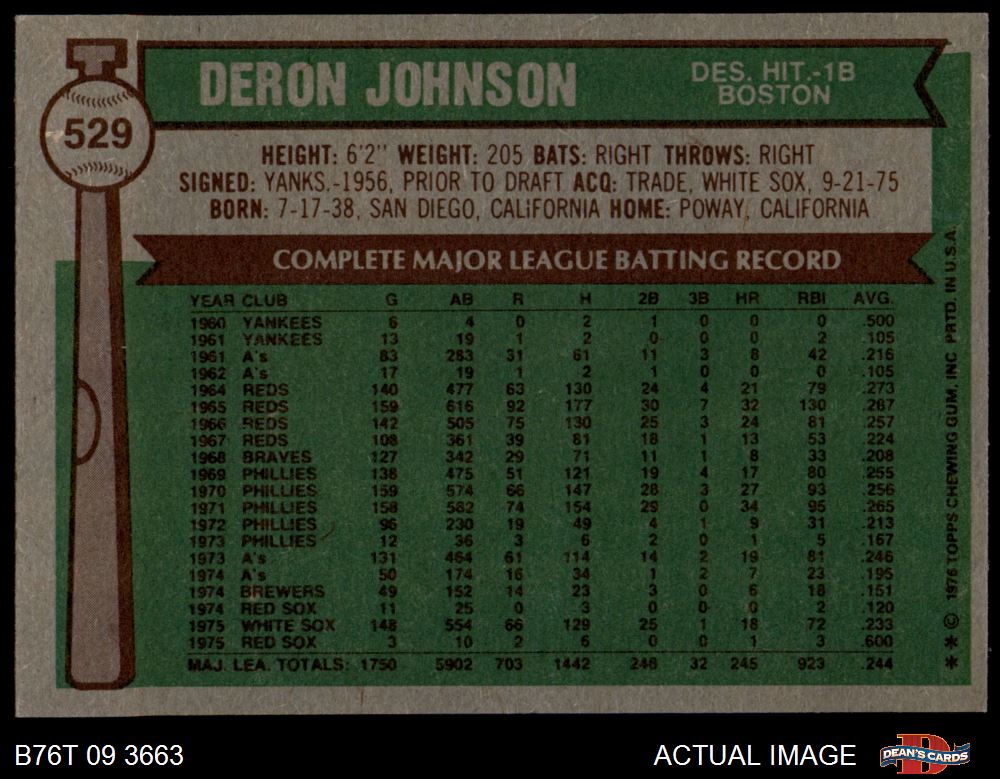 DERON JOHNSON
DES. HIT.-1B
BOSTON
529
HEIGHT: 6'2" WEIGHT: 205 BATS: RIGHT THROWS: RIGHT
SIGNED: YANKS.-1956, PRIOR TO DRAFT ACQ: TRADE, WHITE SOX, 9-21-75
BORN: 7-17-38, SAN DIEGO, CALIFORNIA HOME: POWAY, CALIFORNIA
COMPLETE MAJOR LEAGUE BATTING RECORD
YEAR CLUB G AB R H 2B 3B HR RBI AVG.
1960 YANKEES 6 4 0 2 1 0 0 0 .500
1961 YANKEES 13 19 1 2 0 0 0 2 .105
1961 A's 83 283 31 61 11 3 8 42 .216
1962 A's 17 19 1 2 1 0 0 0 .105
1964 REDS 140 477 63 130 24 4 21 79 .273
1965 REDS 159 616 92 177 30 7 32 130 .287
1966 REDS 142 505 75 130 25 3 24 81 .257
1967 REDS 108 361 39 81 18 1 13 53 .224
1968 BRAVES 127 342 29 71 11 1 8 33 .208
1969 PHILLIES 138 475 51 121 19 4 17 80 .255
1970 PHILLIES 159 574 66 147 28 3 27 93 .256
1971 PHILLIES 158 582 74 154 29 0 34 95 .265
1972 PHILLIES 96 230 19 49 4 1 9 31 .213
1973 PHILLIES 12 36 3 6 2 0 1 5 .167
1973 A's 131 464 61 114 14 2 19 81 .246
1974 A's 50 174 16 34 1 2 7 23 .195
1974 BREWERS 49 152 14 23 3 0 6 18 .151
1974 RED SOX 11 25 0 3 0 0 0 2 .120
1975 WHITE SOX 148 554 66 129 25 1 18 72 .233
1975 RED SOX 3 10 2 6 0 0 1 3 .600
MAJ. LEA. TOTALS: 1750 5902 703 1442 246 32 245 923 .244
** © 1976 TOPPS CHEWING GUM, INC PRTD. IN U.S.A.
B76T 09 3663
ACTUAL IMAGE
DEAN'S CARDS